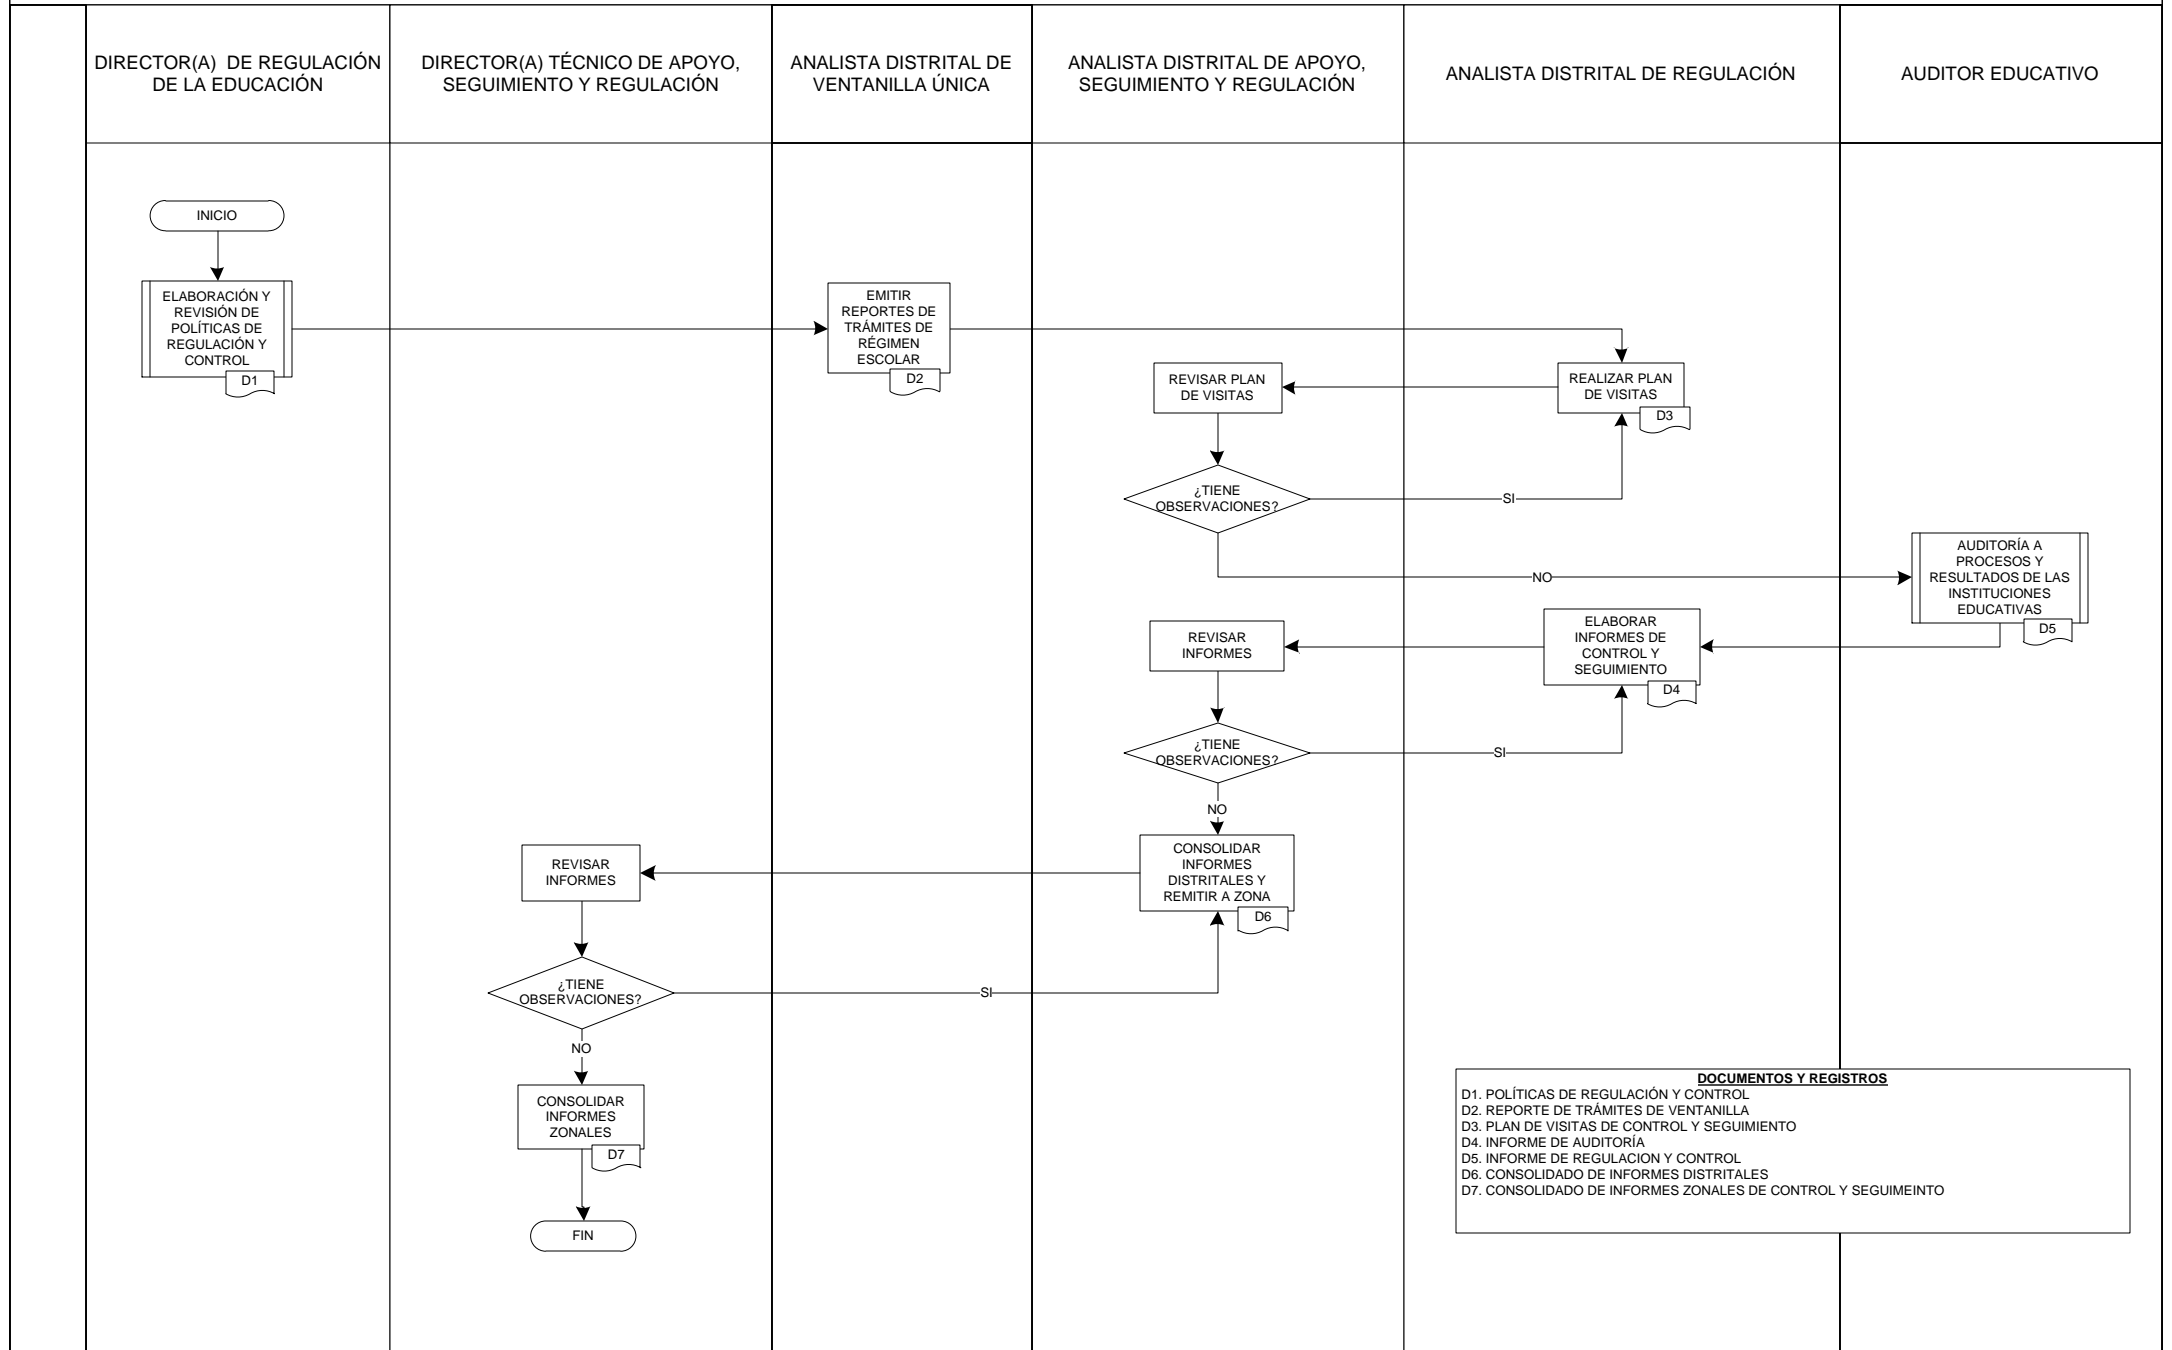 DIRECTOR(A) DE REGULACIÓN
DE LA EDUCACIÓN
DIRECTOR(A) TÉCNICO DE APOYO,
SEGUIMIENTO Y REGULACIÓN
ANALISTA DISTRITAL DE
VENTANILLA ÚNICA
ANALISTA DISTRITAL DE APOYO,
SEGUIMIENTO Y REGULACIÓN
ANALISTA DISTRITAL DE REGULACIÓN
AUDITOR EDUCATIVO
INICIO
ELABORACIÓN Y
REVISIÓN DE
POLÍTICAS DE
REGULACIÓN Y
CONTROL
D1
EMITIR
REPORTES DE
TRÁMITES DE
RÉGIMEN
ESCOLAR
D2
REVISAR PLAN
DE VISITAS
REALIZAR PLAN
DE VISITAS
D3
¿TIENE
OBSERVACIONES?
SI
NO
AUDITORÍA A
PROCESOS Y
RESULTADOS DE LAS
INSTITUCIONES
EDUCATIVAS
D5
REVISAR
INFORMES
ELABORAR
INFORMES DE
CONTROL Y
SEGUIMIENTO
D4
¿TIENE
OBSERVACIONES?
SI
NO
REVISAR
INFORMES
CONSOLIDAR
INFORMES
DISTRITALES Y
REMITIR A ZONA
D6
¿TIENE
OBSERVACIONES?
SI
NO
CONSOLIDAR
INFORMES
ZONALES
D7
FIN
DOCUMENTOS Y REGISTROS
D1. POLÍTICAS DE REGULACIÓN Y CONTROL
D2. REPORTE DE TRÁMITES DE VENTANILLA
D3. PLAN DE VISITAS DE CONTROL Y SEGUIMIENTO
D4. INFORME DE AUDITORÍA
D5. INFORME DE REGULACION Y CONTROL
D6. CONSOLIDADO DE INFORMES DISTRITALES
D7. CONSOLIDADO DE INFORMES ZONALES DE CONTROL Y SEGUIMEINTO